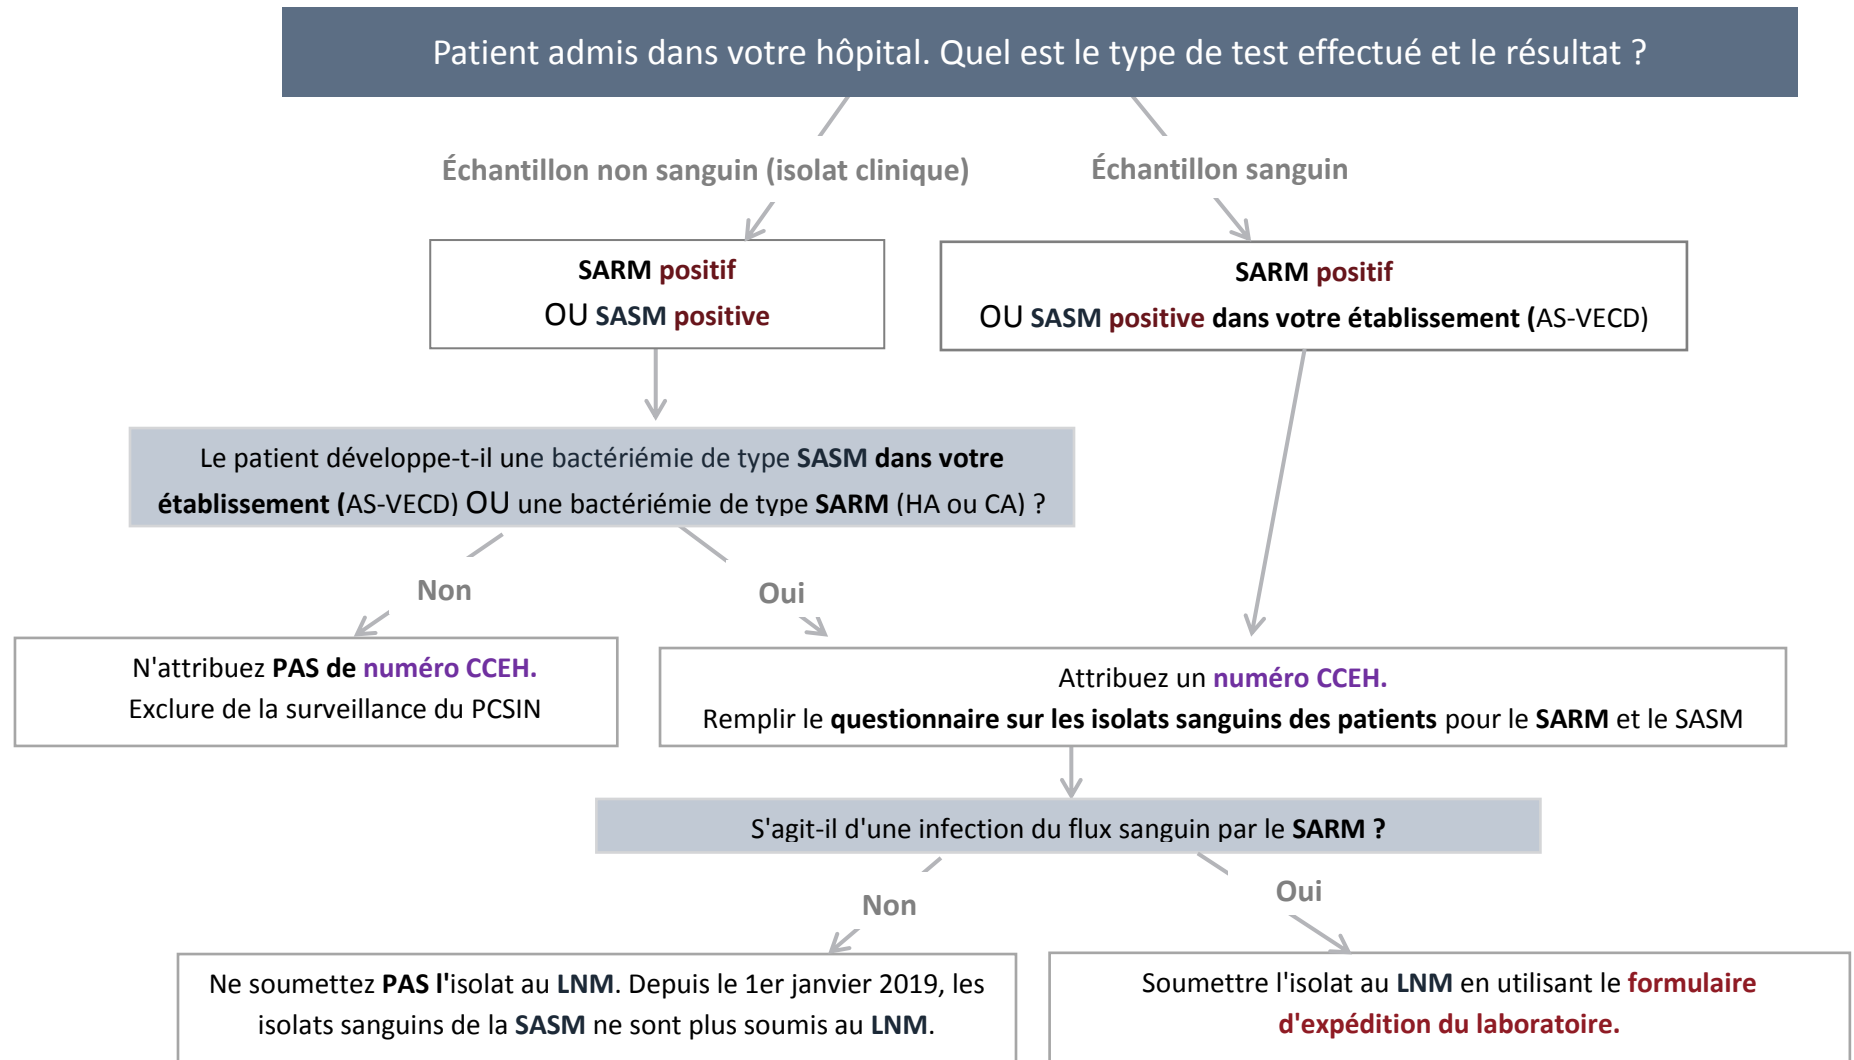 Patient admis dans votre hôpital. Quel est le type de test effectué et le résultat ?
Échantillon non sanguin (isolat clinique)
Échantillon sanguin
SARM positif
OU SASM positive
SARM positif
OU SASM positive dans votre établissement (AS-VECD)
Le patient développe-t-il une bactériémie de type SASM dans votre
établissement (AS-VECD) OU une bactériémie de type SARM (HA ou CA) ?
Non
Oui
N'attribuez PAS de numéro CCEH.
Exclure de la surveillance du PCSIN
Attribuez un numéro CCEH.
Remplir le questionnaire sur les isolats sanguins des patients pour le SARM et le SASM
S'agit-il d'une infection du flux sanguin par le SARM ?
Non
Oui
Ne soumettez PAS l'isolat au LNM. Depuis le 1er janvier 2019, les
isolats sanguins de la SASM ne sont plus soumis au LNM.
Soumettre l'isolat au LNM en utilisant le formulaire
d'expédition du laboratoire.